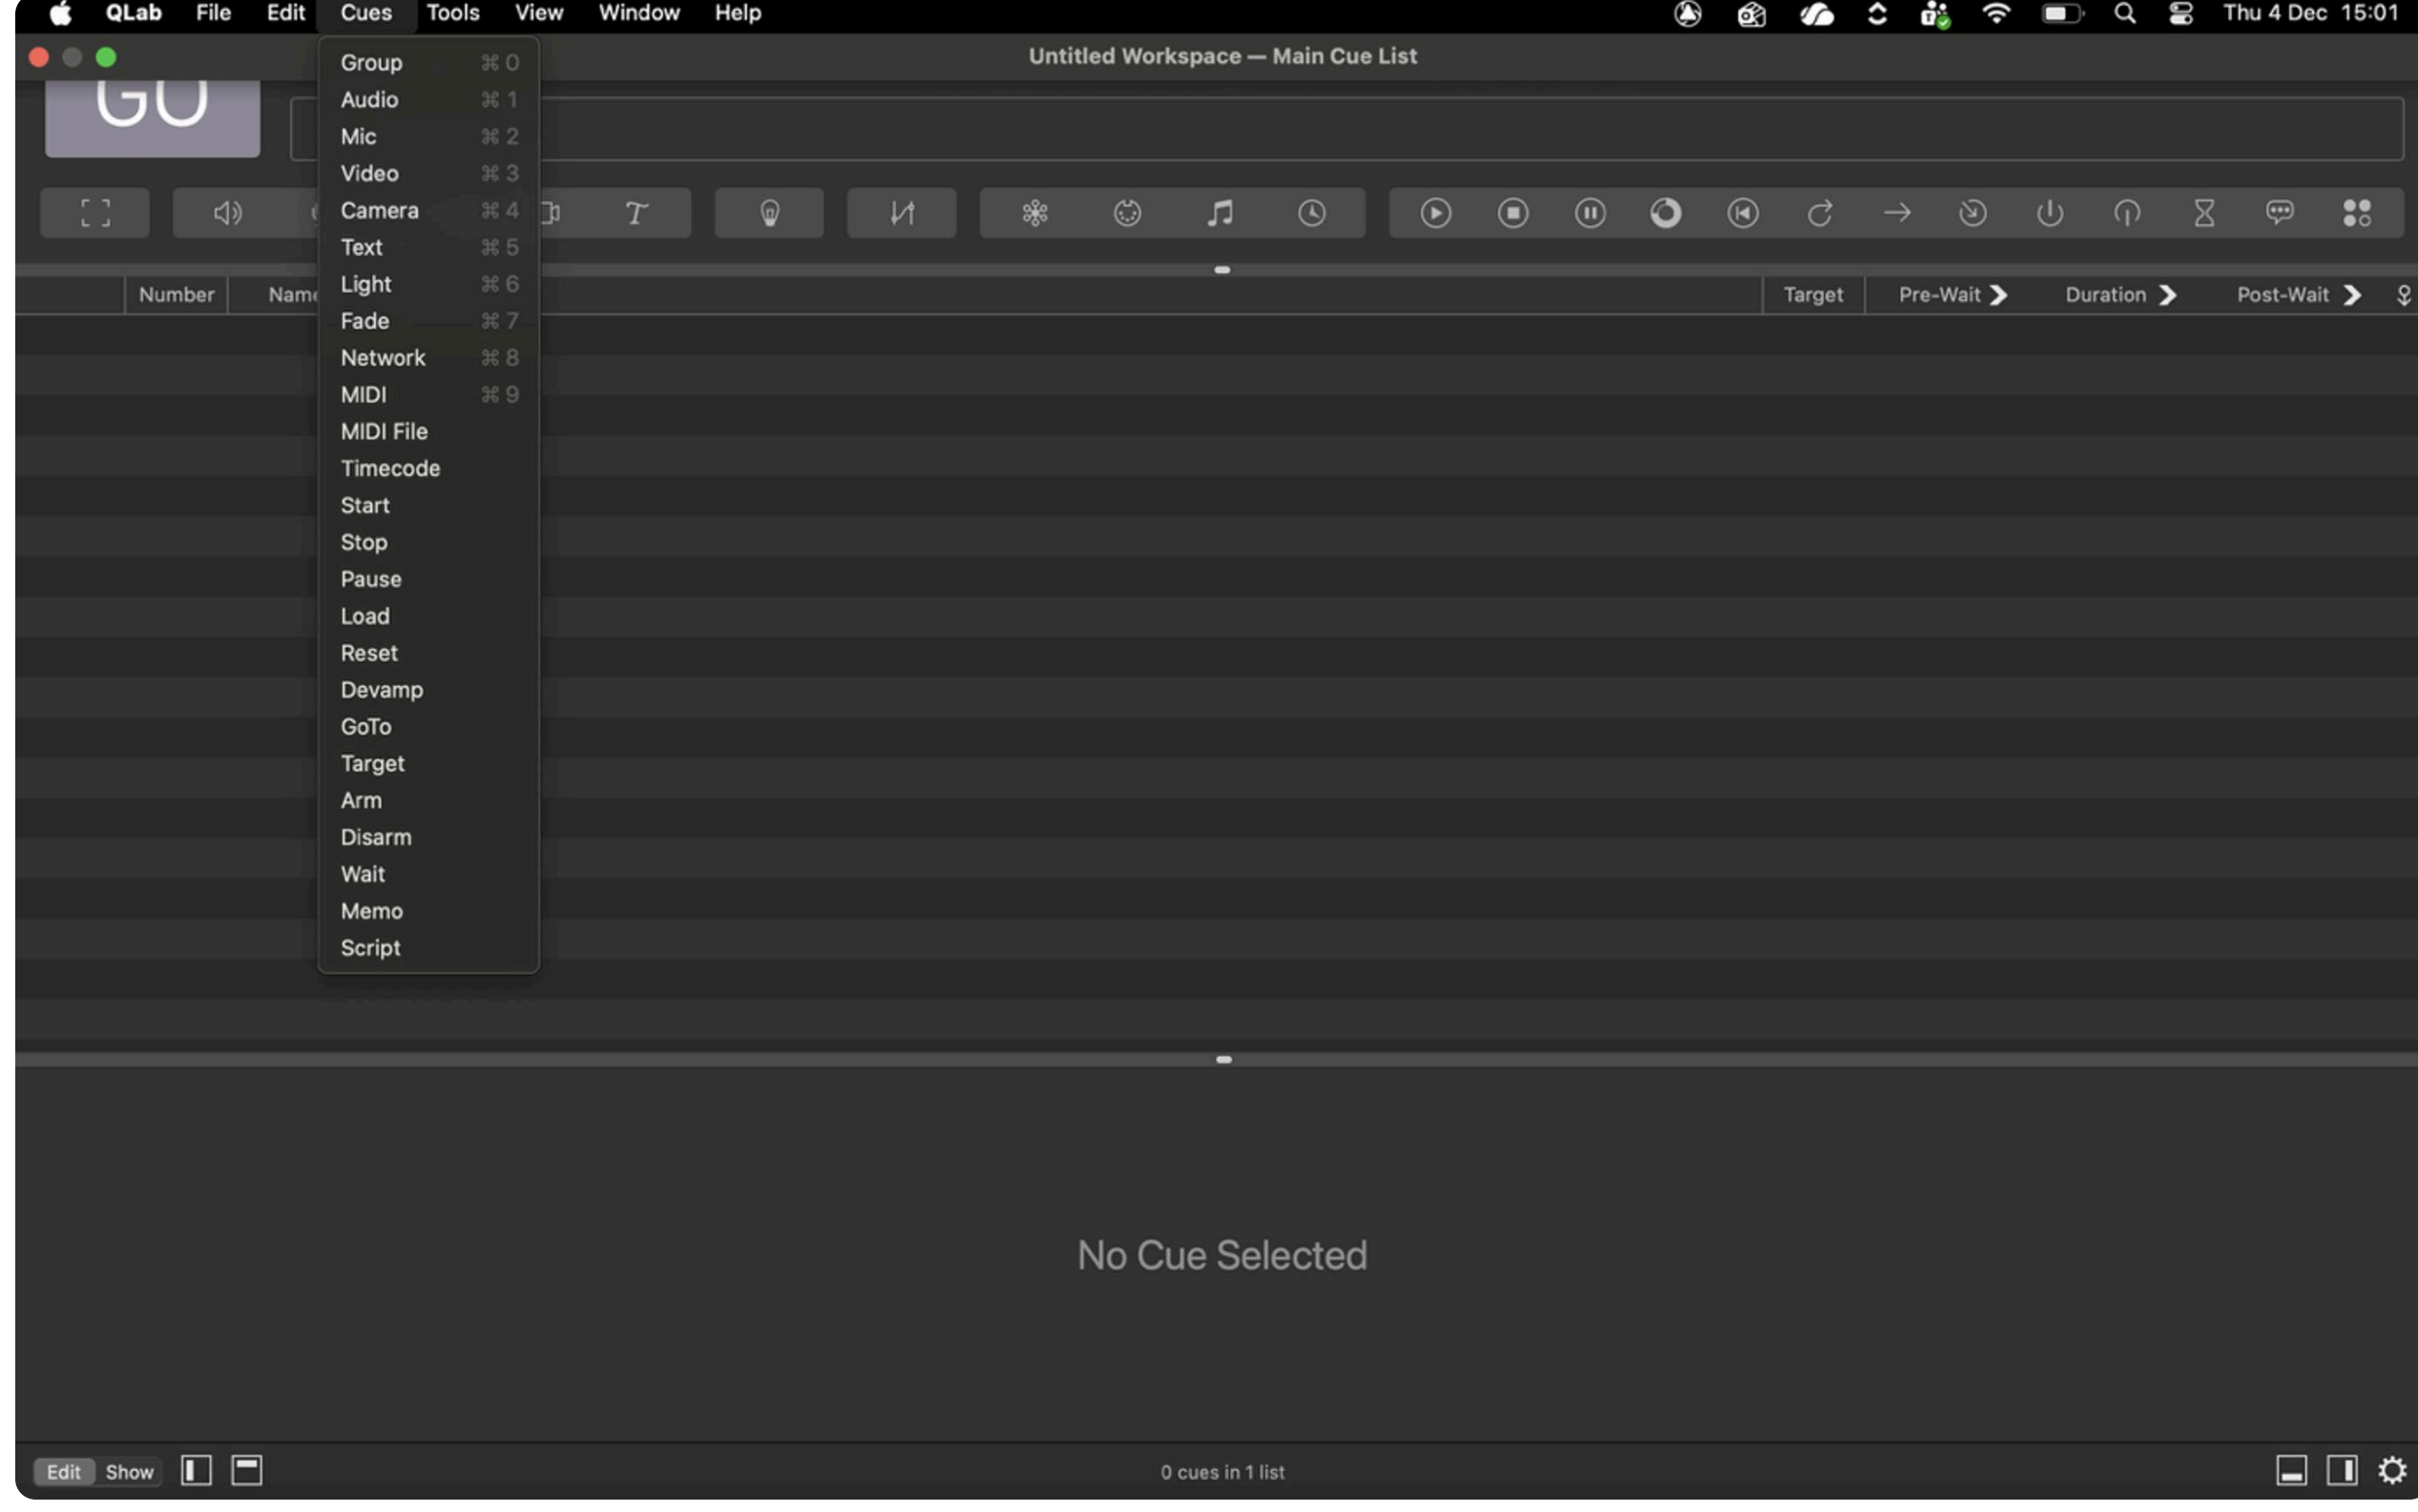 QLab File Edit Cues Tools View Window Help Thu 4 Dec 15:01
Untitled Workspace — Main Cue List
GO
Group ⌘ 0
Audio ⌘ 1
Mic ⌘ 2
Video ⌘ 3
Camera ⌘ 4
Text ⌘ 5
Light ⌘ 6
Fade ⌘ 7
Network ⌘ 8
MIDI ⌘ 9
MIDI File
Timecode
Start
Stop
Pause
Load
Reset
Devamp
GoTo
Target
Arm
Disarm
Wait
Memo
Script
Number Name Target Pre-Wait Duration Post-Wait
No Cue Selected
Edit Show 0 cues in 1 list